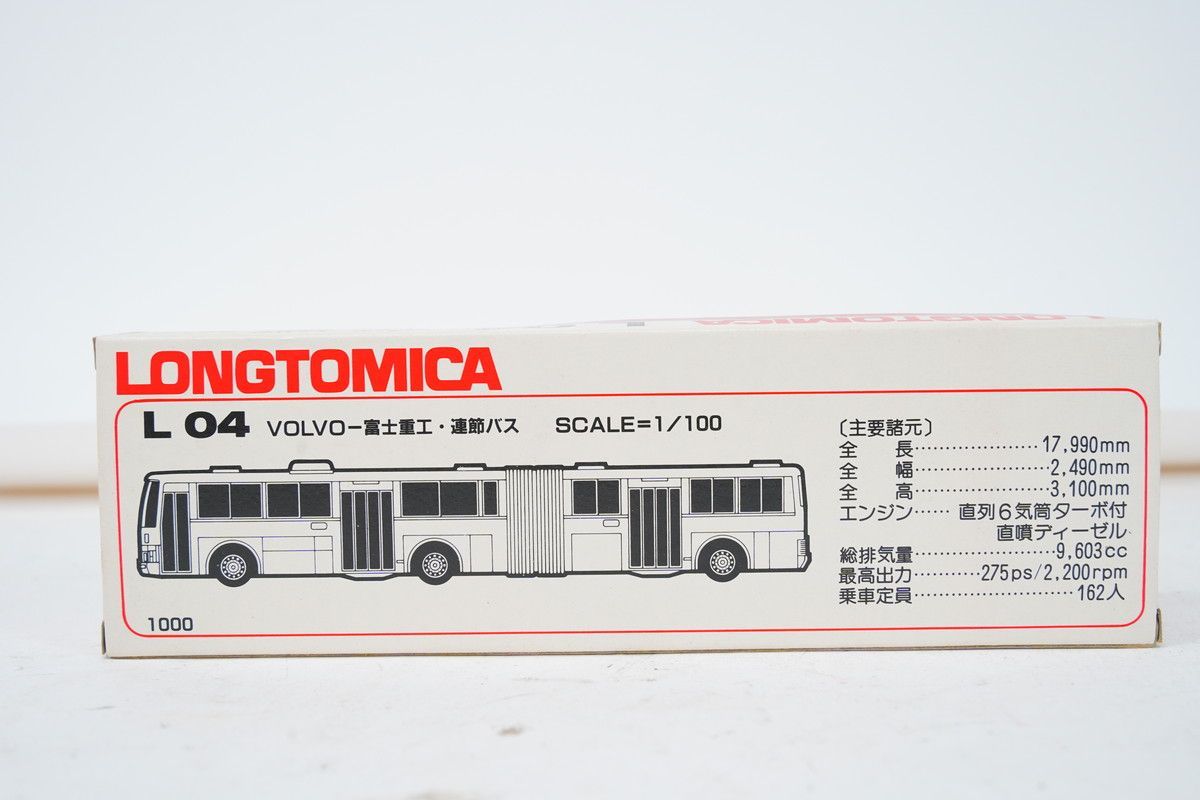 LONGTOMICA
LONGTOMICA
L 04 VOLVO－富士重工・連節バス SCALE=1/100
〔主要諸元〕
全長……………………17,990mm
全幅……………………2,490mm
全高……………………3,100mm
エンジン……直列6気筒ターボ付
直噴ディーゼル
総排気量……………………9,603cc
最高出力…………275ps/2,200rpm
乗車定員……………………162人
1000